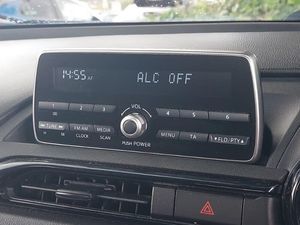 14:55 AF
ALC OFF
1 2 3 VOL 4 5 6
TUNE FM/AM MEDIA MENU TA FLD/PTY
M CLOCK SCAN
PUSH POWER